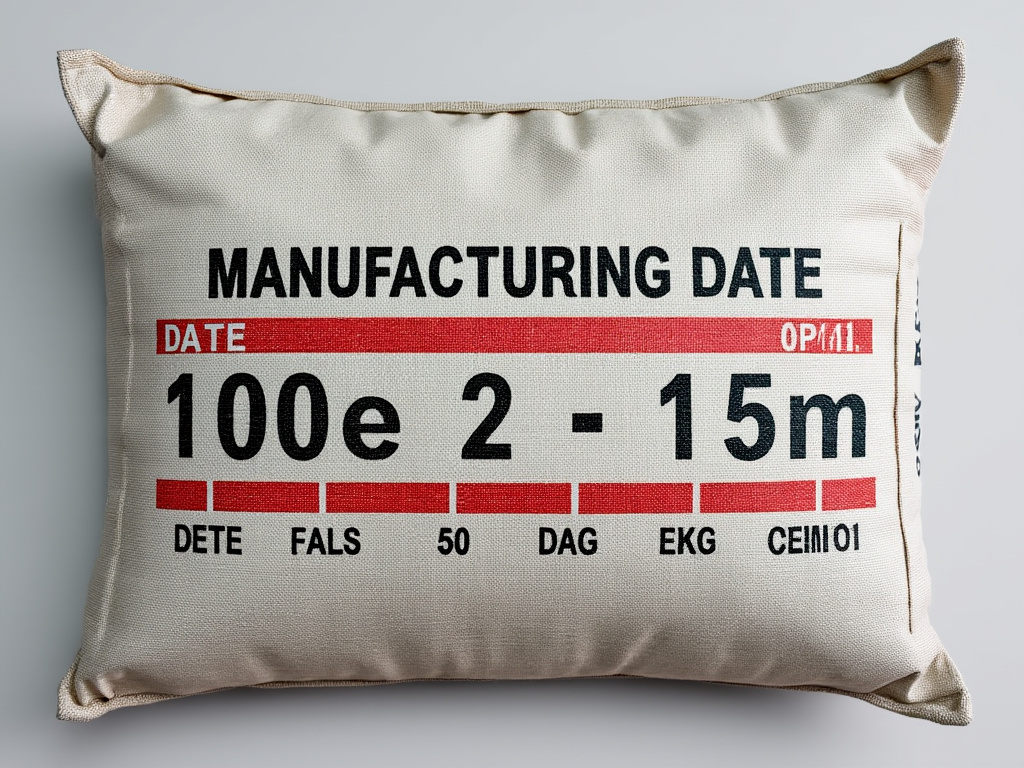 MANUFACTURING DATE
DATE
100e 2 - 15m
DETE FALS 50 DAG EKG